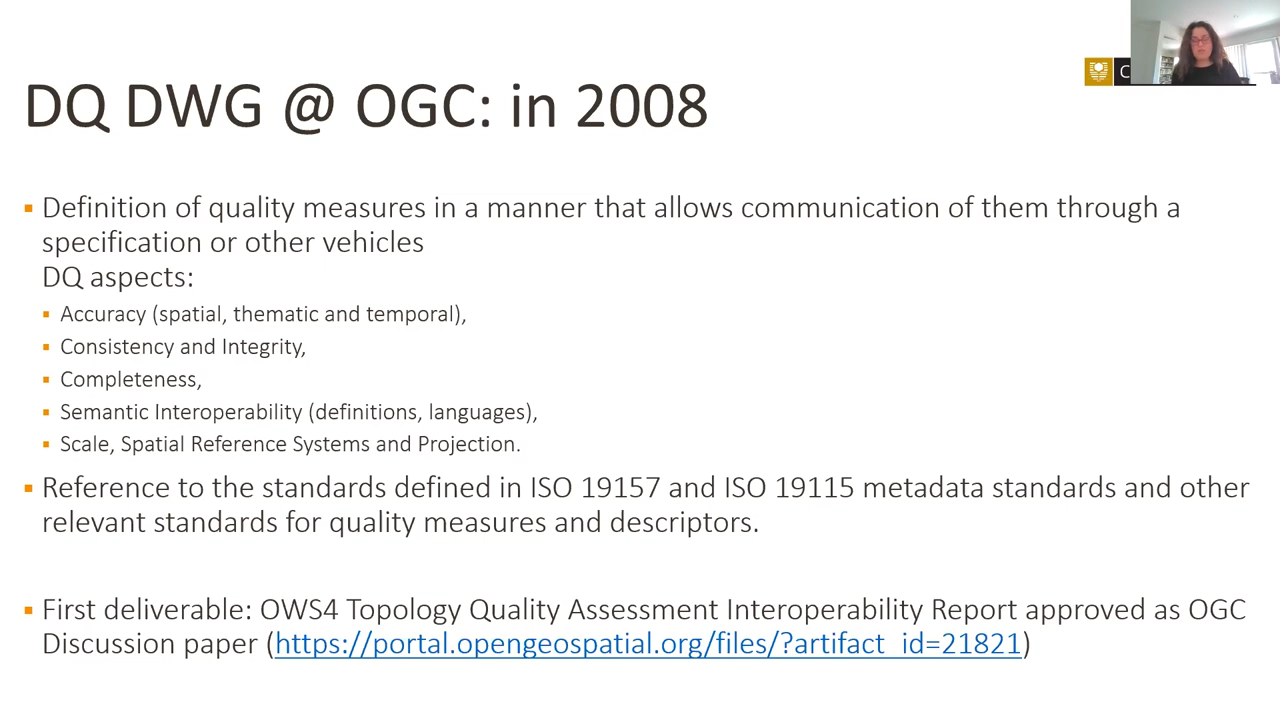 DQ DWG @ OGC: in 2008
Definition of quality measures in a manner that allows communication of them through a
specification or other vehicles
DQ aspects:
Accuracy (spatial, thematic and temporal),
Consistency and Integrity,
Completeness,
Semantic Interoperability (definitions, languages),
Scale, Spatial Reference Systems and Projection.
Reference to the standards defined in ISO 19157 and ISO 19115 metadata standards and other
relevant standards for quality measures and descriptors.
First deliverable: OWS4 Topology Quality Assessment Interoperability Report approved as OGC
Discussion paper (https://portal.opengeospatial.org/files/?artifact_id=21821)